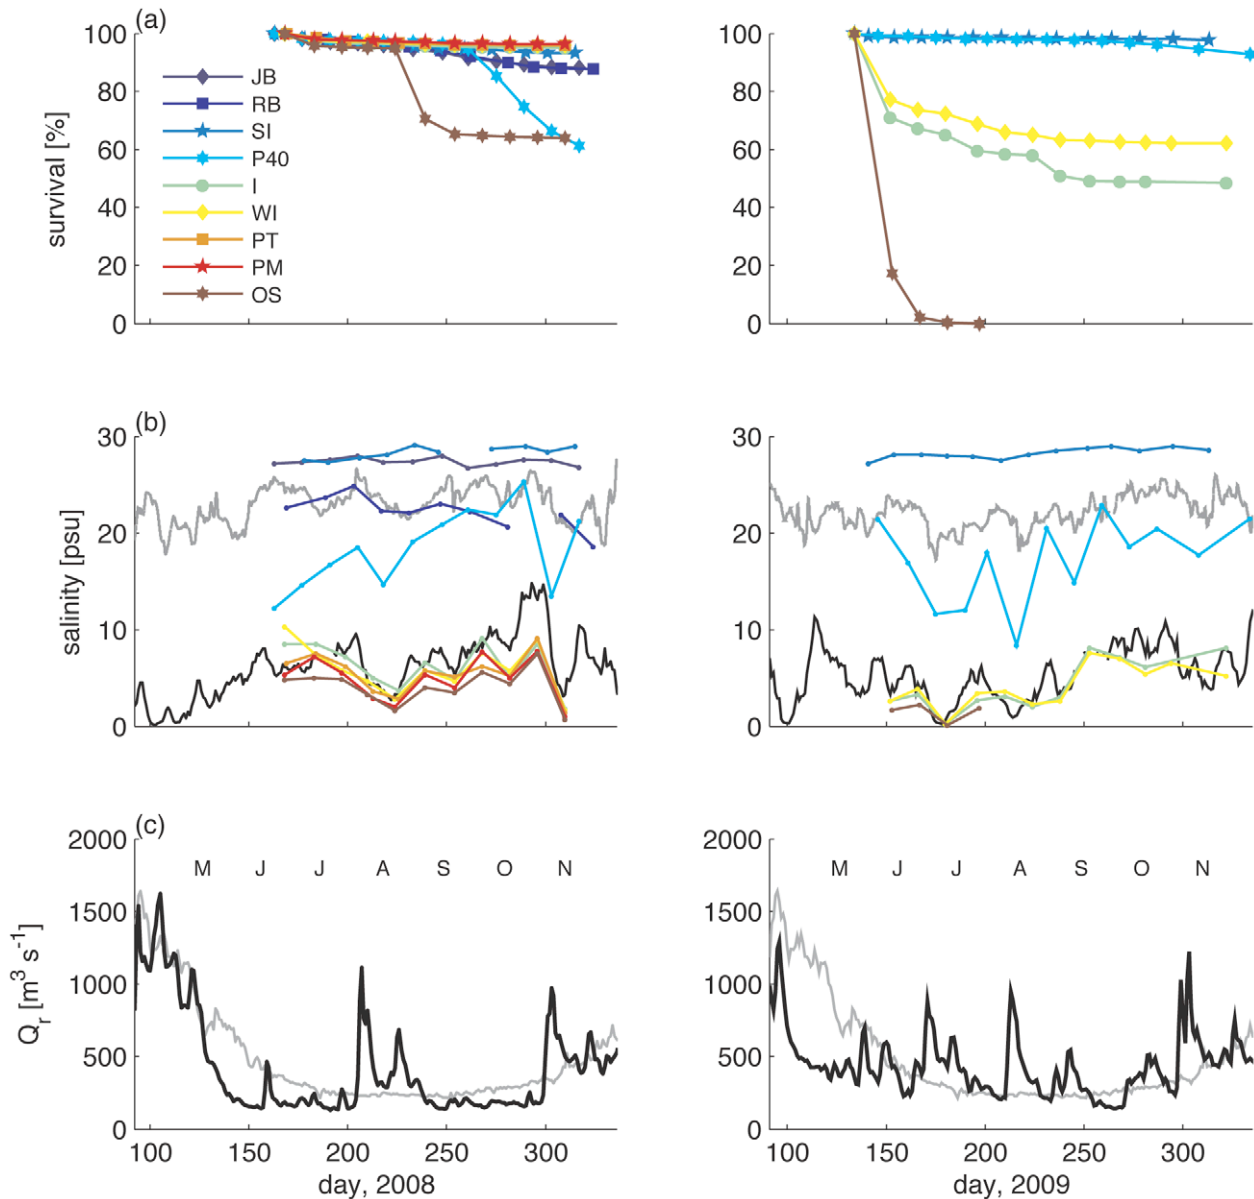 (a)
100
80
60
40
20
0
survival [%]
JB
RB
SI
P40
I
WI
PT
PM
OS
100
80
60
40
20
0
(b)
30
20
10
0
salinity [psu]
30
20
10
0
(c)
2000
1500
1000
500
0
Q_r [m³ s⁻¹]
M J J A S O N
100 150 200 250 300
day, 2008
2000
1500
1000
500
0
M J J A S O N
100 150 200 250 300
day, 2009